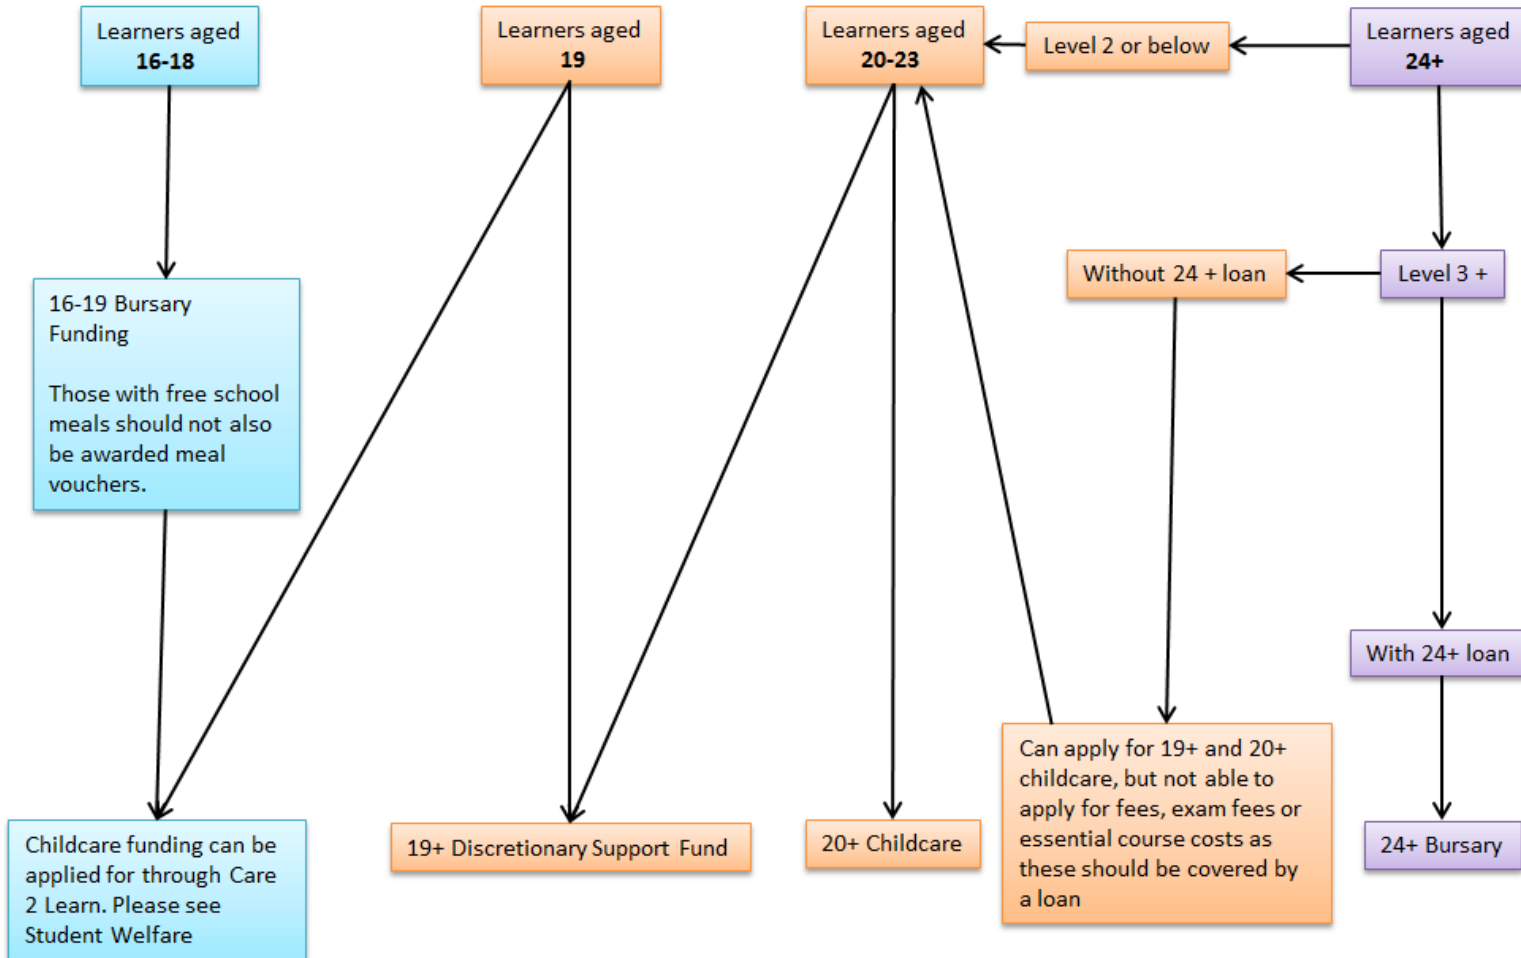 Learners aged
16-18
Learners aged
19
Learners aged
20-23
Level 2 or below
Learners aged
24+
Without 24 + loan
Level 3 +
16-19 Bursary
Funding
Those with free school
meals should not also
be awarded meal
vouchers.
With 24+ loan
Can apply for 19+ and 20+
childcare, but not able to
apply for fees, exam fees or
essential course costs as
these should be covered by
a loan
Childcare funding can be
applied for through Care
2 Learn. Please see
Student Welfare
19+ Discretionary Support Fund
20+ Childcare
24+ Bursary